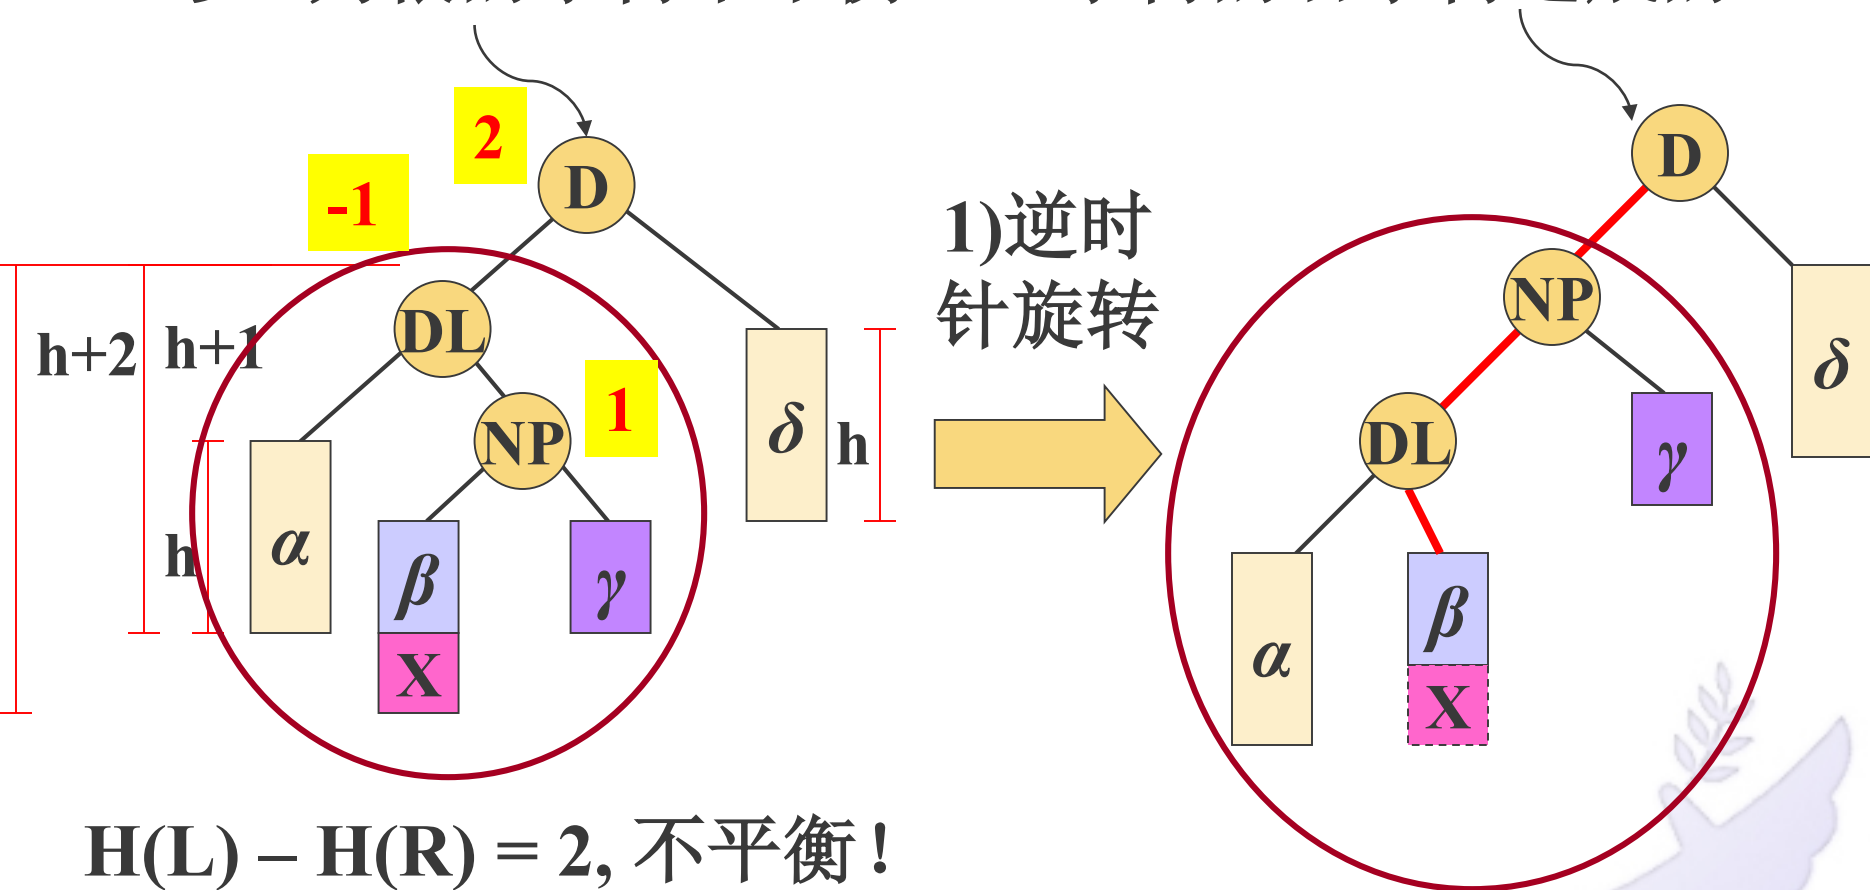 2
D
-1
DL
h+2
h+1
1
NP
δ
h
h
α
β
γ
X
H(L) – H(R) = 2, 不平衡！
1)逆时
针旋转
D
NP
δ
DL
γ
α
β
X